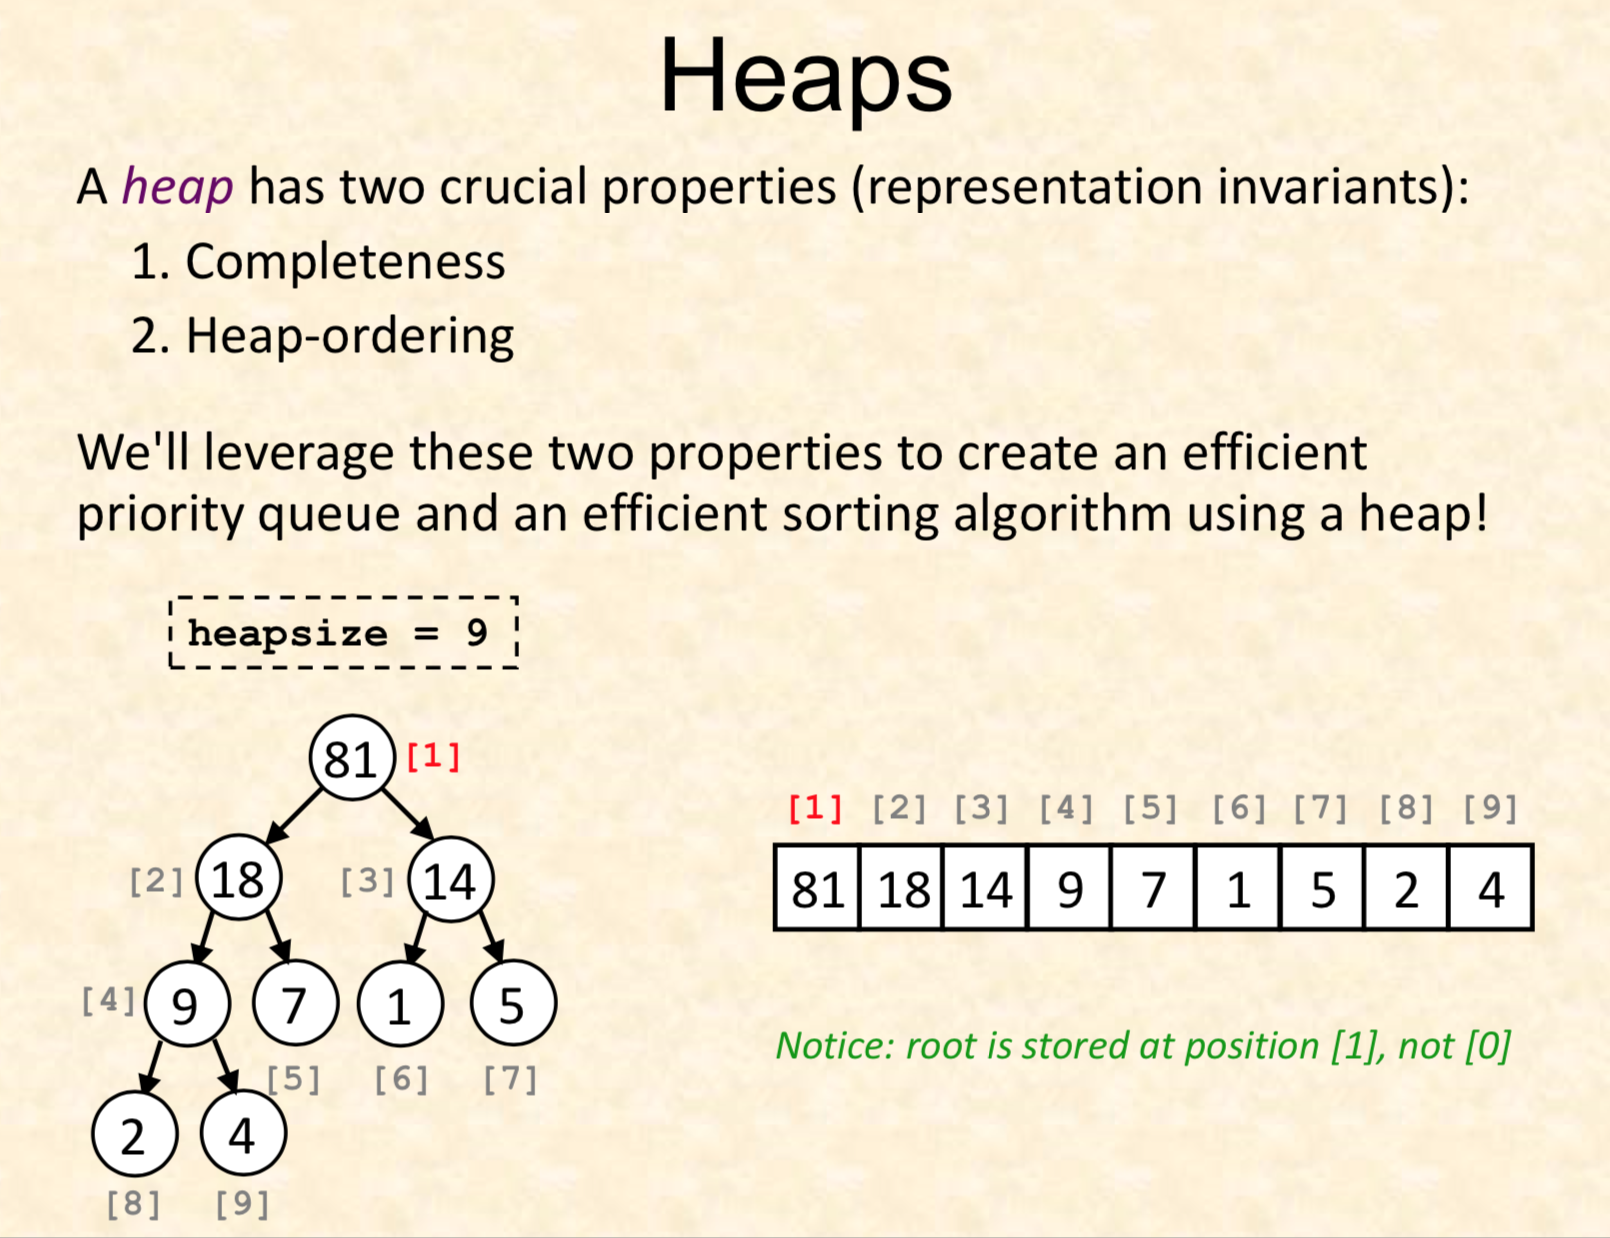 Heaps
A heap has two crucial properties (representation invariants):
1. Completeness
2. Heap-ordering
We'll leverage these two properties to create an efficient
priority queue and an efficient sorting algorithm using a heap!
heapsize = 9
81 [1]
[2] 18 [3] 14
[4] 9 7 1 5
[5] [6] [7]
2 4
[8] [9]
[1] [2] [3] [4] [5] [6] [7] [8] [9]
81 18 14 9 7 1 5 2 4
Notice: root is stored at position [1], not [0]